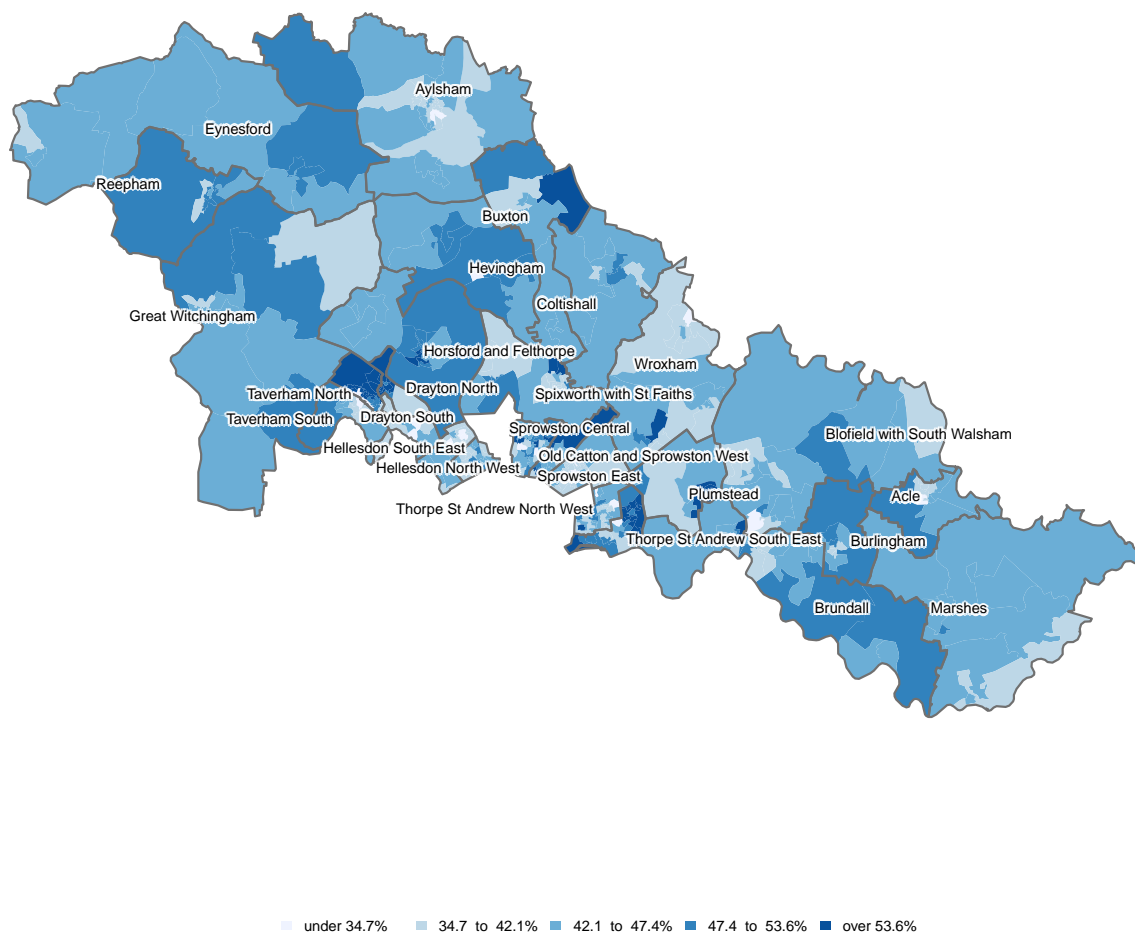 Aylsham
Eynesford
Reepham
Buxton
Hevingham
Coltishall
Great Witchingham
Horsford and Felthorpe
Wroxham
Drayton North
Taverham North
Spixworth with St Faiths
Drayton South
Taverham South
Sprowston Central
Blofield with South Walsham
Hellesdon South East
Old Catton and Sprowston West
Hellesdon North West
Sprowston East
Plumstead
Acle
Thorpe St Andrew North West
Thorpe St Andrew South East
Burlingham
Brundall
Marshes
under 34.7% 34.7 to 42.1% 42.1 to 47.4% 47.4 to 53.6% over 53.6%